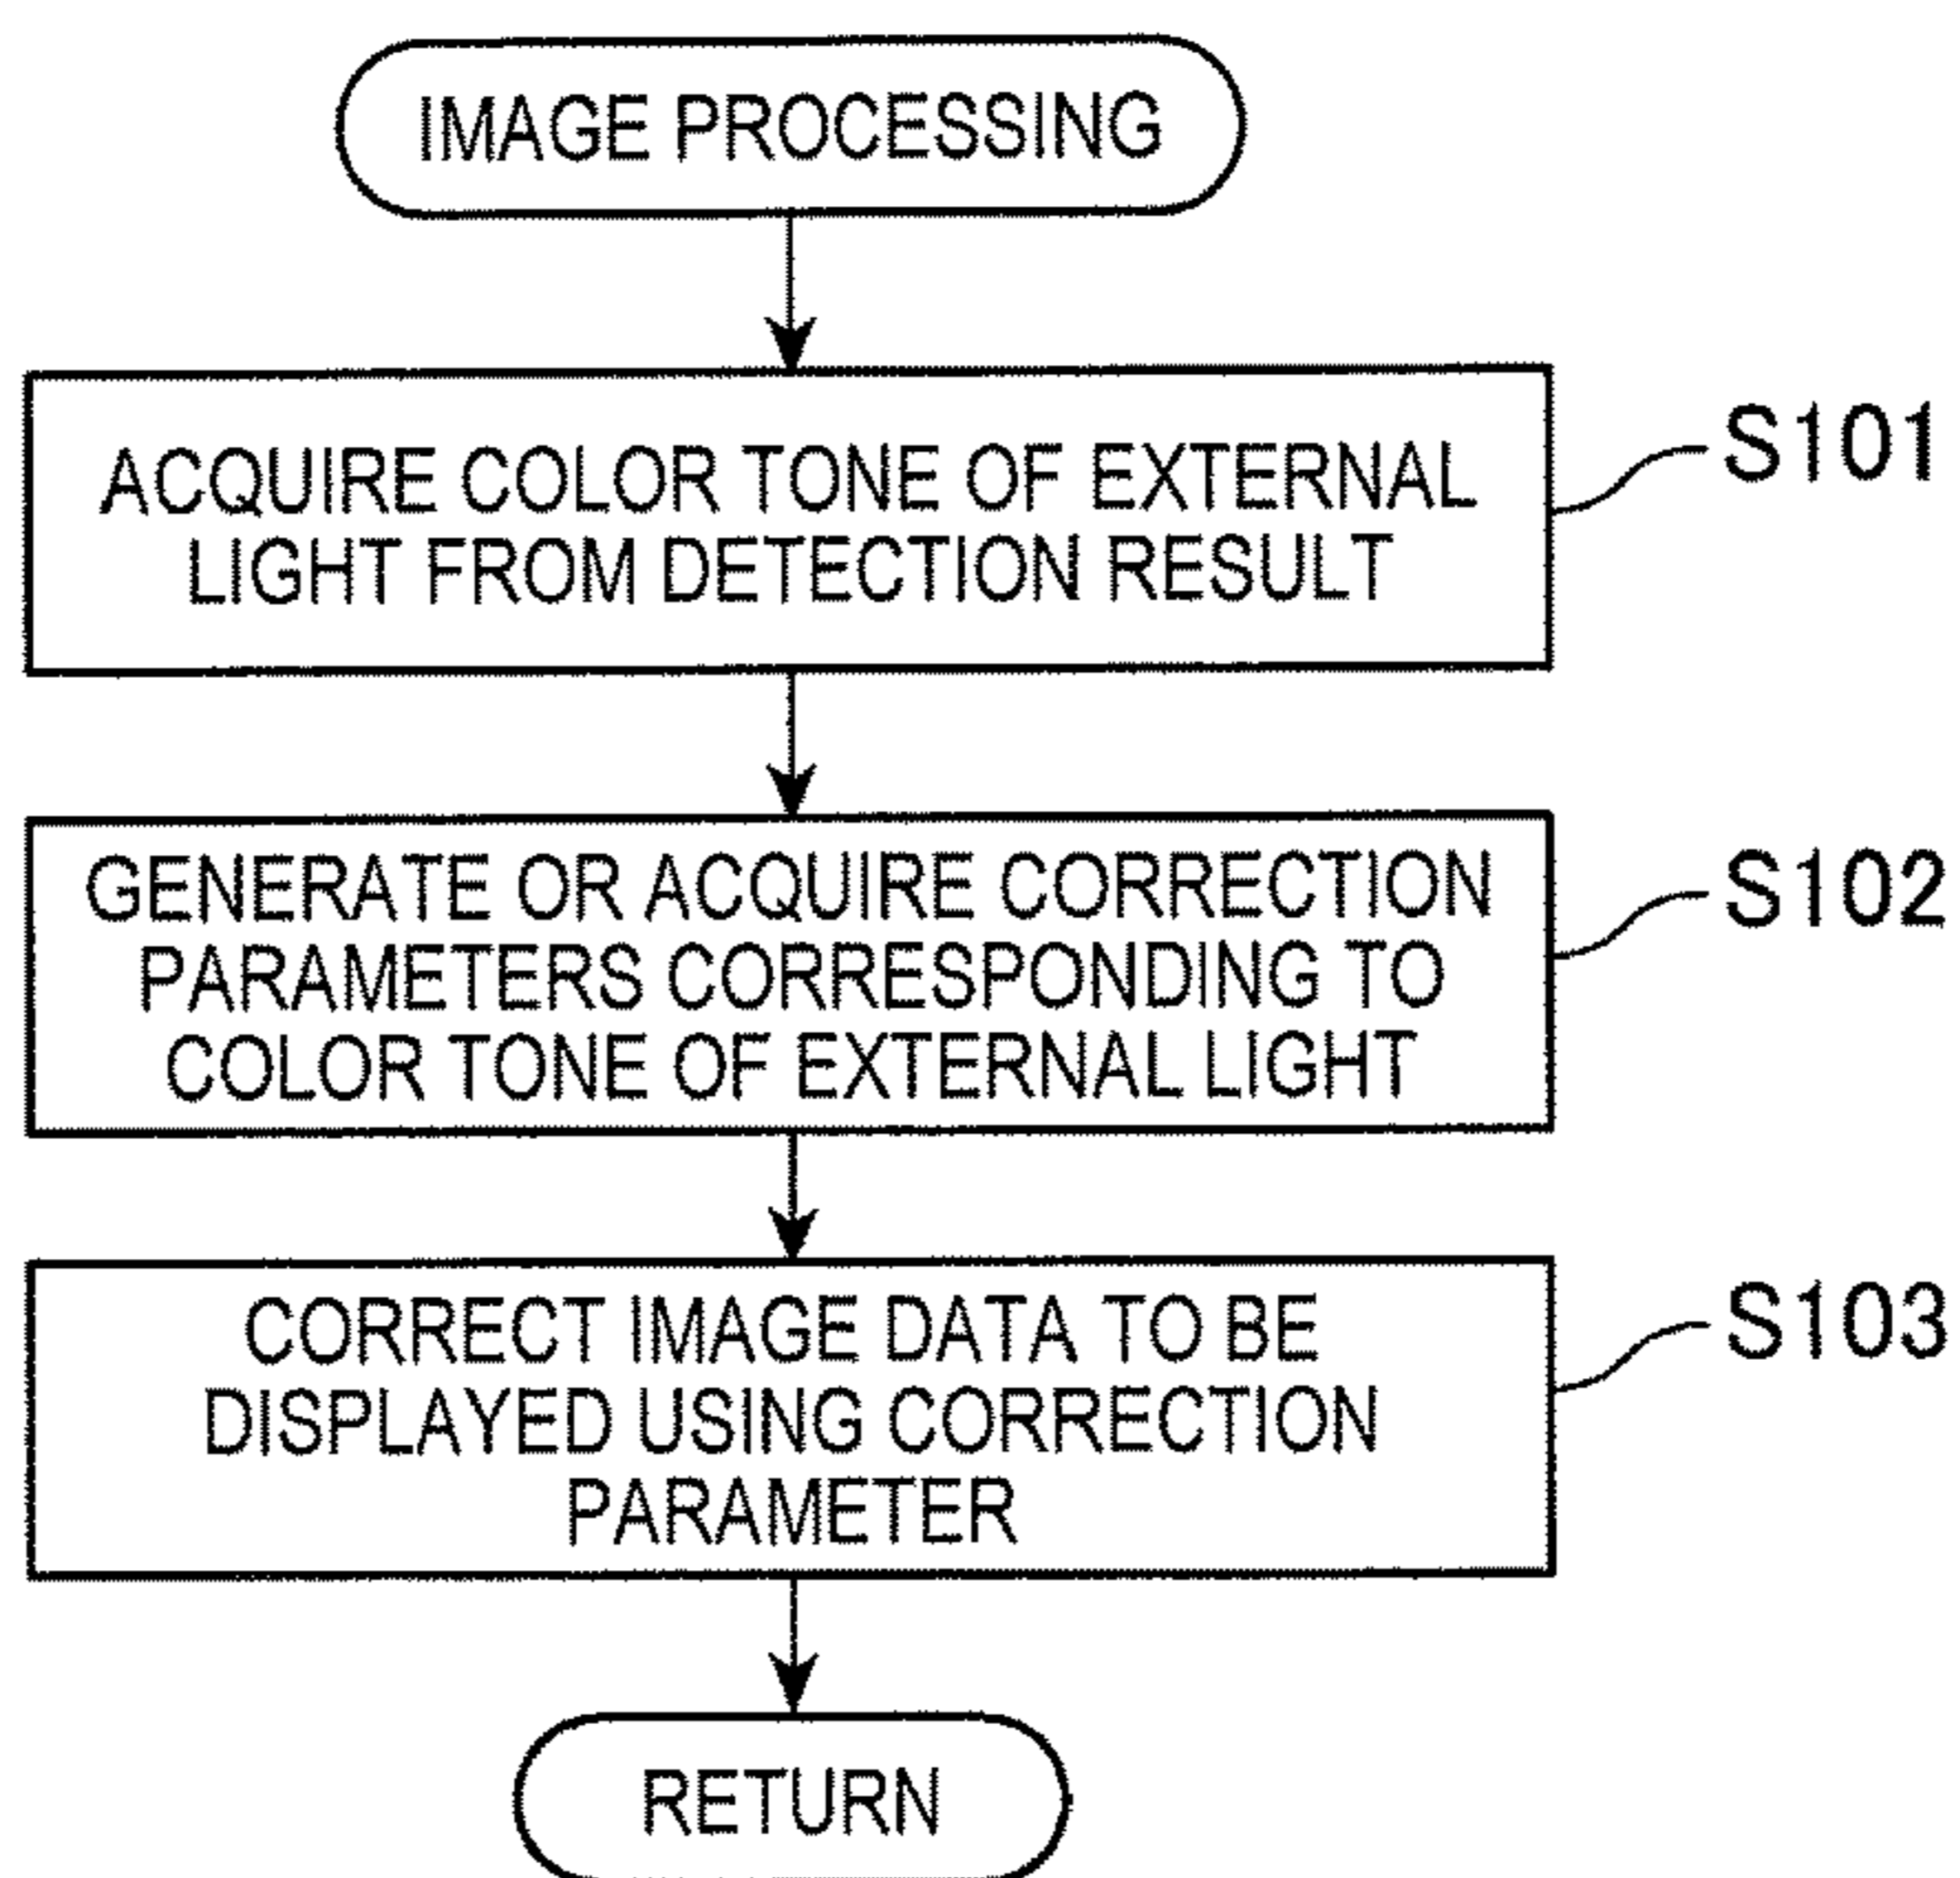 IMAGE PROCESSING
ACQUIRE COLOR TONE OF EXTERNAL
LIGHT FROM DETECTION RESULT
S101
GENERATE OR ACQUIRE CORRECTION
PARAMETERS CORRESPONDING TO
COLOR TONE OF EXTERNAL LIGHT
S102
CORRECT IMAGE DATA TO BE
DISPLAYED USING CORRECTION
PARAMETER
S103
RETURN